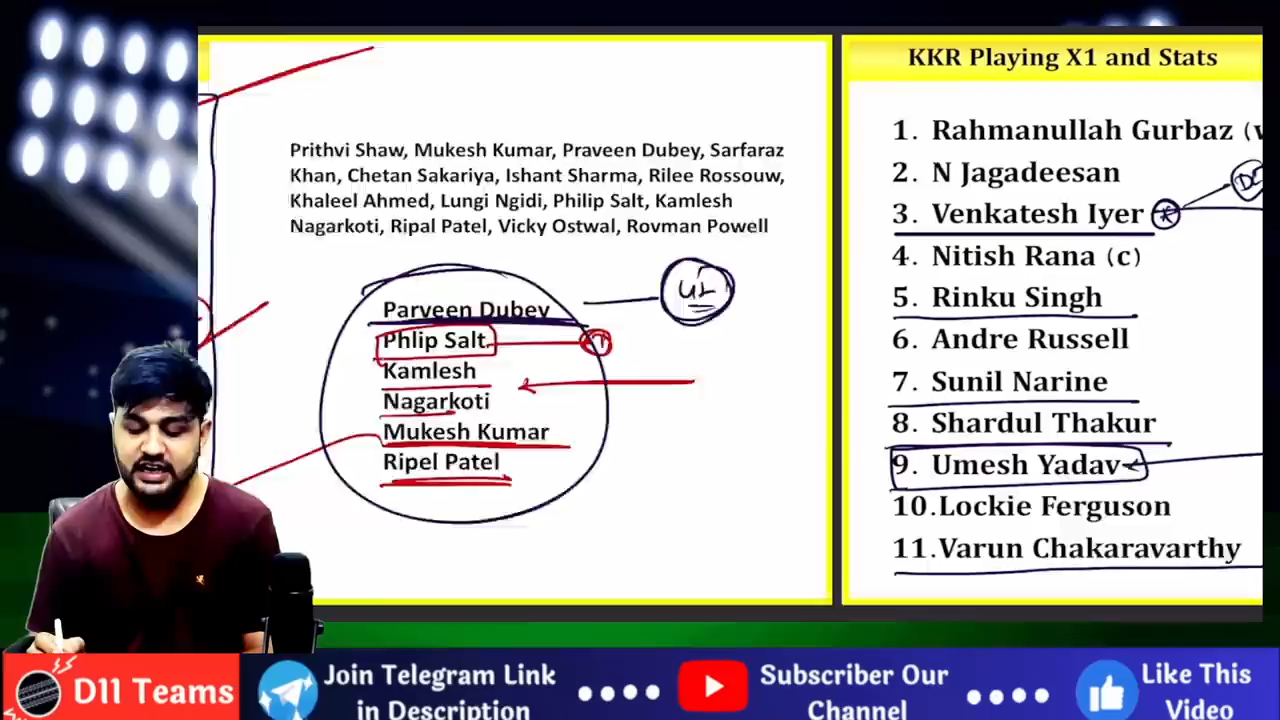 Prithvi Shaw, Mukesh Kumar, Praveen Dubey, Sarfaraz
Khan, Chetan Sakariya, Ishant Sharma, Rilee Rossouw,
Khaleel Ahmed, Lungi Ngidi, Philip Salt, Kamlesh
Nagarkoti, Ripal Patel, Vicky Ostwal, Rovman Powell
Parveen Dubey
Phlip Salt
Kamlesh
Nagarkoti
Mukesh Kumar
Ripel Patel
KKR Playing X1 and Stats
1. Rahmanullah Gurbaz
2. N Jagadeesan
3. Venkatesh Iyer
4. Nitish Rana (c)
5. Rinku Singh
6. Andre Russell
7. Sunil Narine
8. Shardul Thakur
9. Umesh Yadav
10.Lockie Ferguson
11.Varun Chakaravarthy
D11 Teams
Join Telegram Link
in Description
Subscriber Our
Channel
Like This
Video